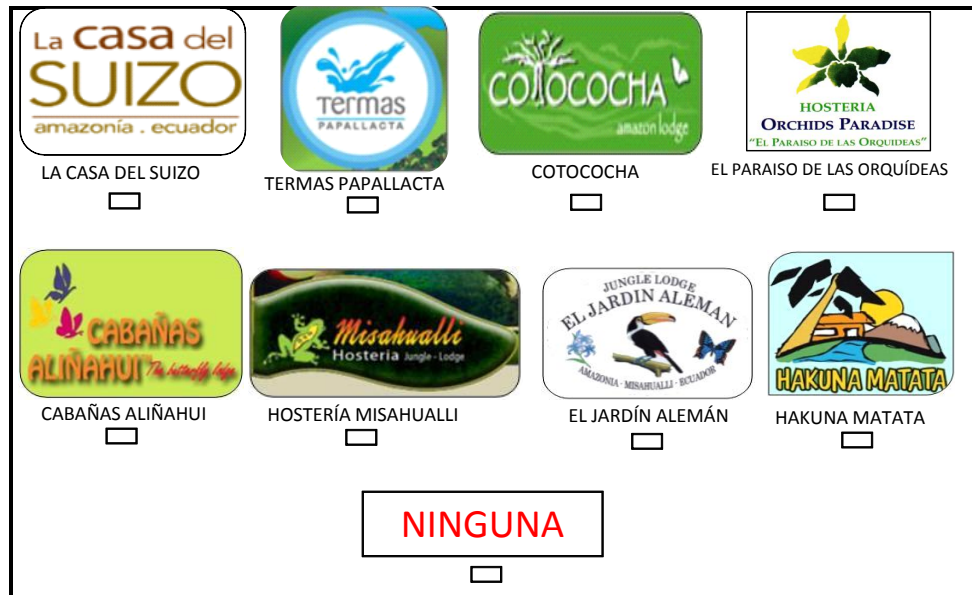 La casa del
SUIZO
amazonía . ecuador
LA CASA DEL SUIZO
Termas
PAPALLACTA
TERMAS PAPALLACTA
COTOCOCHA
amazon lodge
COTOCOCHA
HOSTERIA
ORCHIDS PARADISE
"EL PARAISO DE LAS ORQUIDEAS"
EL PARAISO DE LAS ORQUÍDEAS
CABAÑAS
ALIÑAHUI™ The butterfly lodge
CABAÑAS ALIÑAHUI
Misahualli
Hosteria Jungle - Lodge
HOSTERÍA MISAHUALLI
JUNGLE LODGE
EL JARDIN ALEMAN
AMAZONIA · MISAHUALLI · ECUADOR
EL JARDÍN ALEMÁN
HAKUNA MATATA
HAKUNA MATATA
NINGUNA